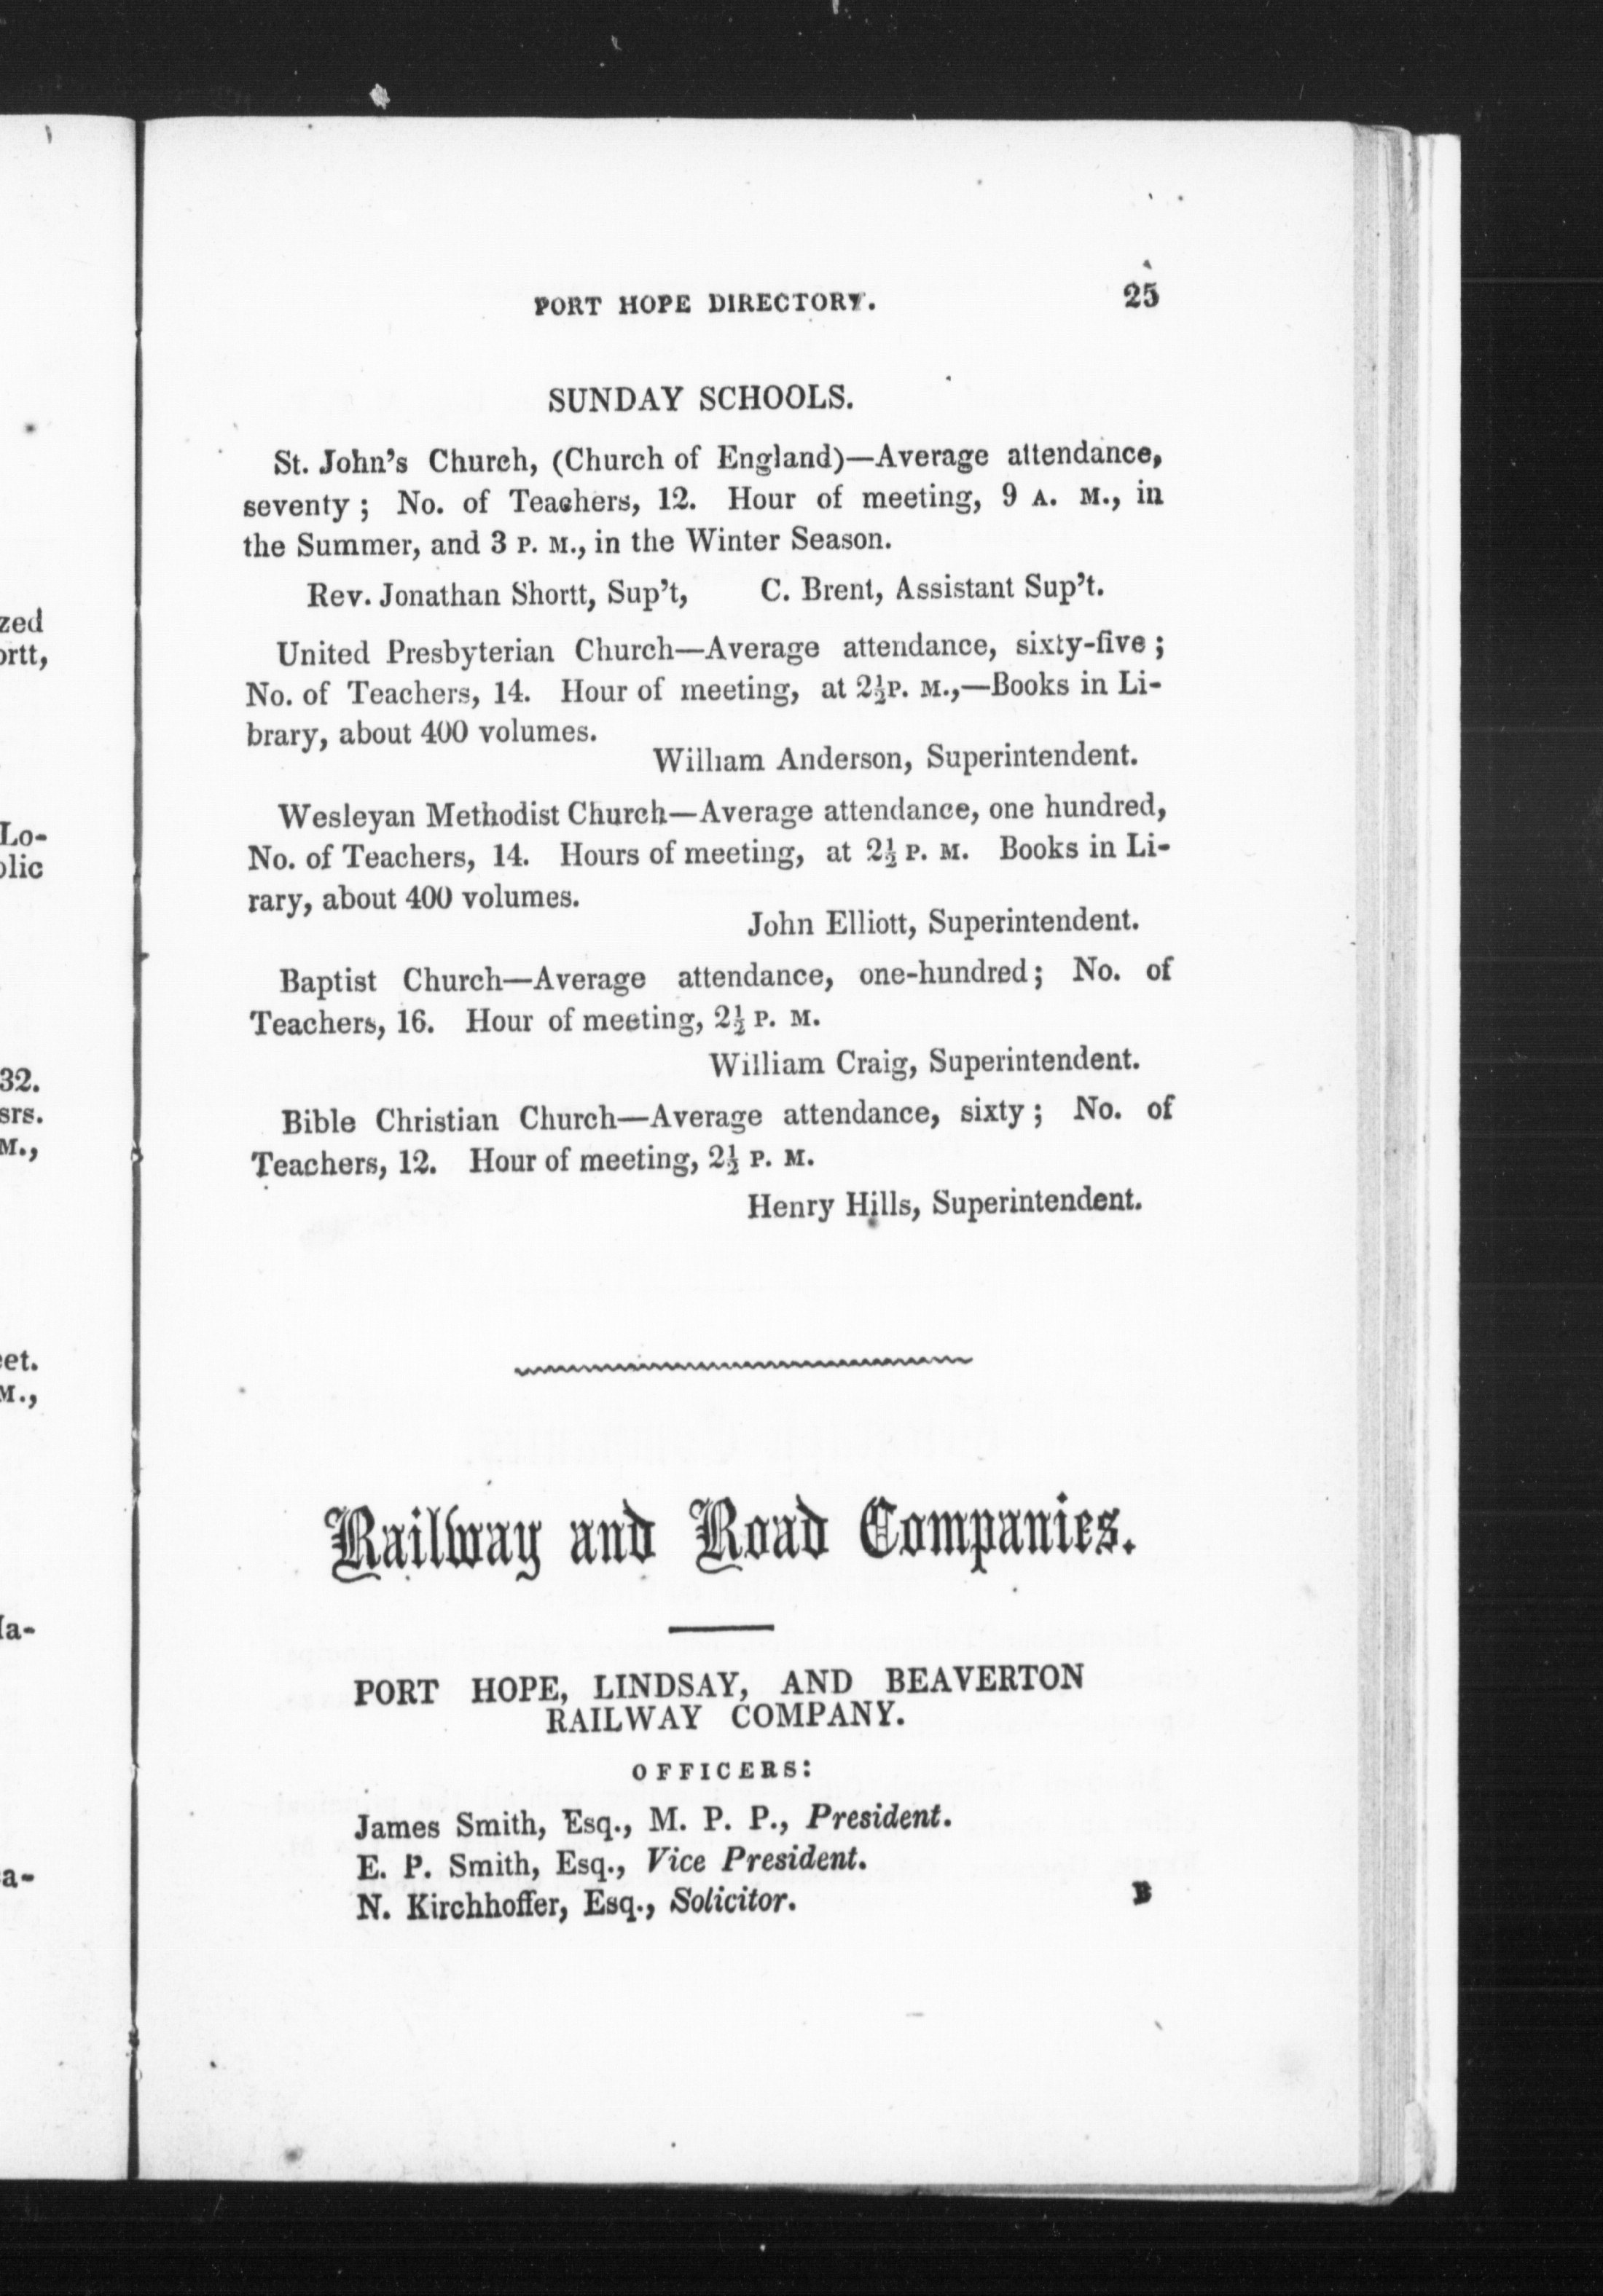 PORT HOPE DIRECTORY. 25
SUNDAY SCHOOLS.
St. John's Church, (Church of England)—Average attendance,
seventy ; No. of Teachers, 12. Hour of meeting, 9 A. M., in
the Summer, and 3 P. M., in the Winter Season.
Rev. Jonathan Shortt, Sup't, C. Brent, Assistant Sup't.
United Presbyterian Church—Average attendance, sixty-five ;
No. of Teachers, 14. Hour of meeting, at 2½P. M.,—Books in Li-
brary, about 400 volumes.
William Anderson, Superintendent.
Wesleyan Methodist Church—Average attendance, one hundred,
No. of Teachers, 14. Hours of meeting, at 2½ P. M. Books in Li-
rary, about 400 volumes.
John Elliott, Superintendent.
Baptist Church—Average attendance, one-hundred; No. of
Teachers, 16. Hour of meeting, 2½ P. M.
William Craig, Superintendent.
Bible Christian Church—Average attendance, sixty ; No. of
Teachers, 12. Hour of meeting, 2½ P. M.
Henry Hills, Superintendent.
Railway and Road Companies.
PORT HOPE, LINDSAY, AND BEAVERTON
RAILWAY COMPANY.
OFFICERS:
James Smith, Esq., M. P. P., President.
E. P. Smith, Esq., Vice President.
N. Kirchhoffer, Esq., Solicitor.
B
zed
ortt,
Lo-
blic
32.
srs.
M.,
eet.
M.,
Ia-
a-